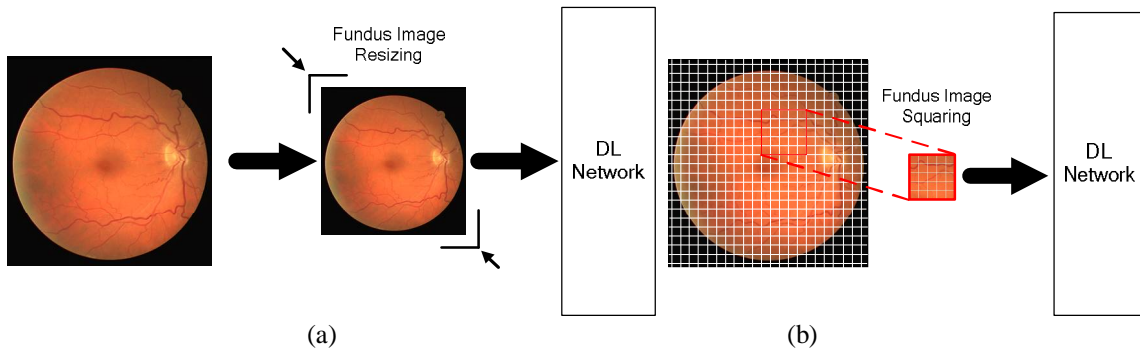 Fundus Image
Resizing
DL
Network
(a)
Fundus Image
Squaring
DL
Network
(b)